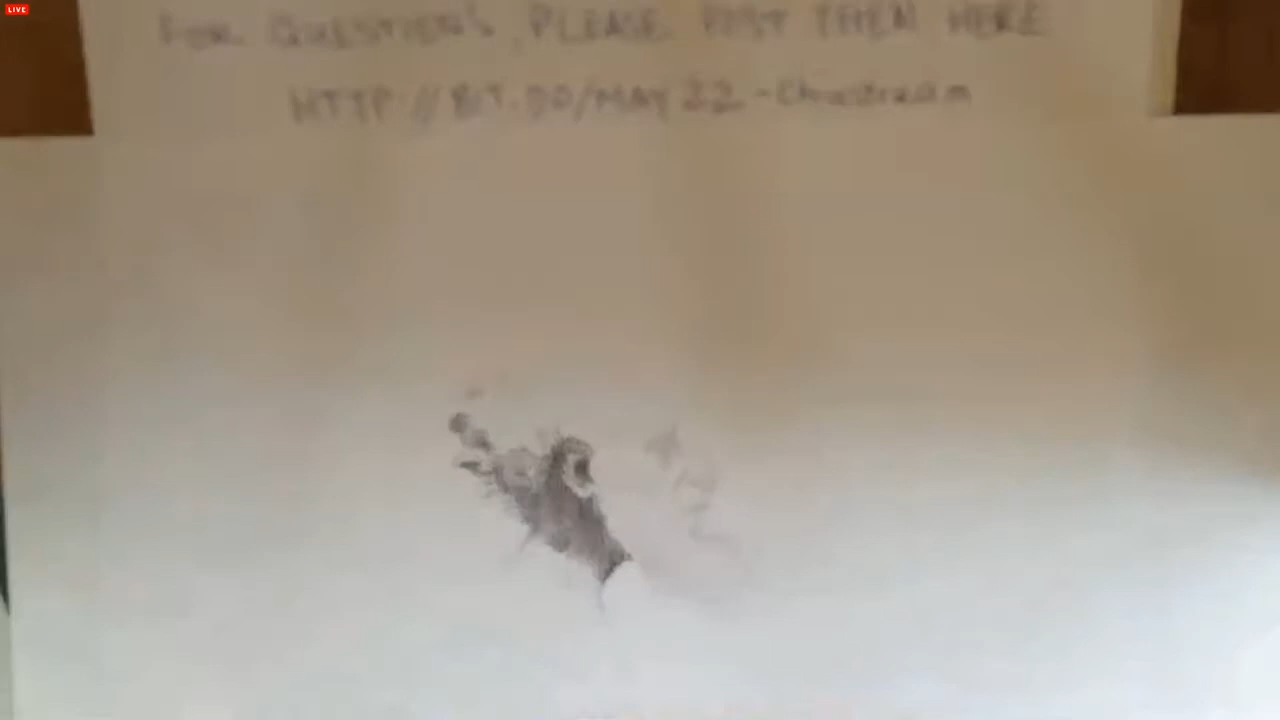 LIVE
FOR QUESTIONS, PLEASE POST THEM HERE
HTTP://BIT.DO/MAY22-